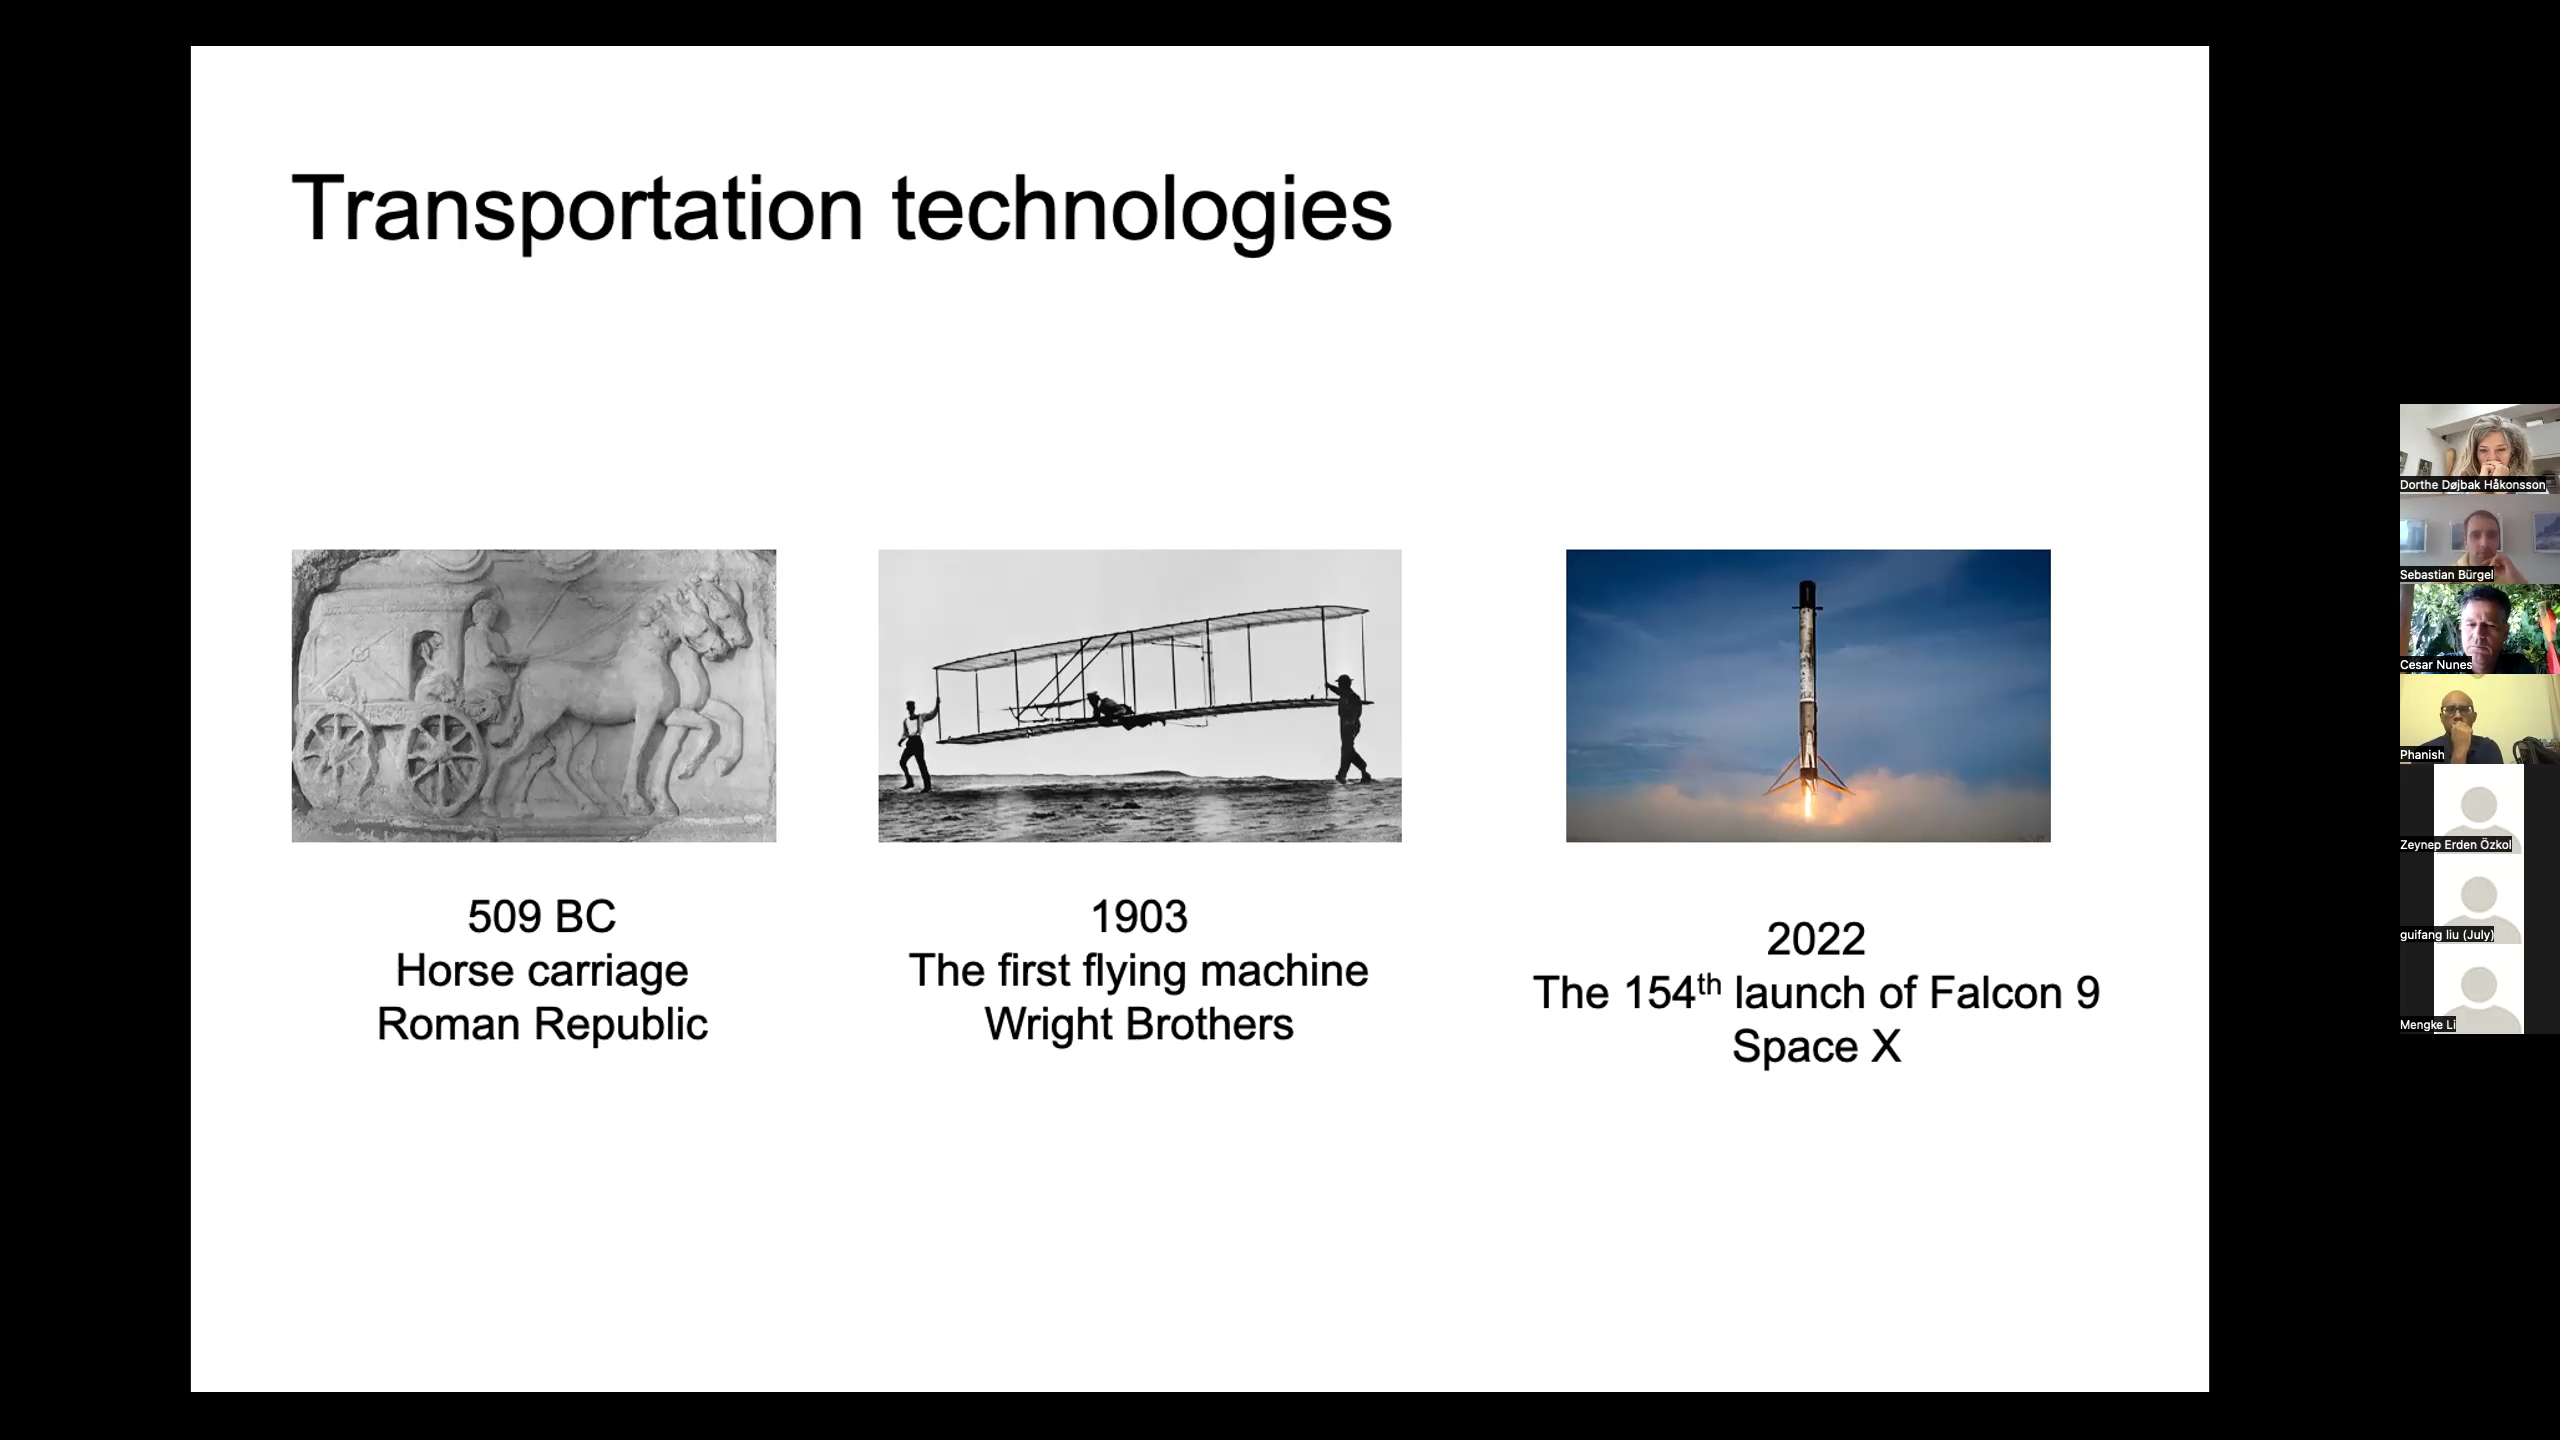 Transportation technologies
509 BC
Horse carriage
Roman Republic
1903
The first flying machine
Wright Brothers
2022
The 154th launch of Falcon 9
Space X
Dorthe Døjbak Håkonsson
Sebastian Bürgel
Cesar Nunes
Phanish
Zeynep Erden Özkol
guifang liu (July)
Mengke Li